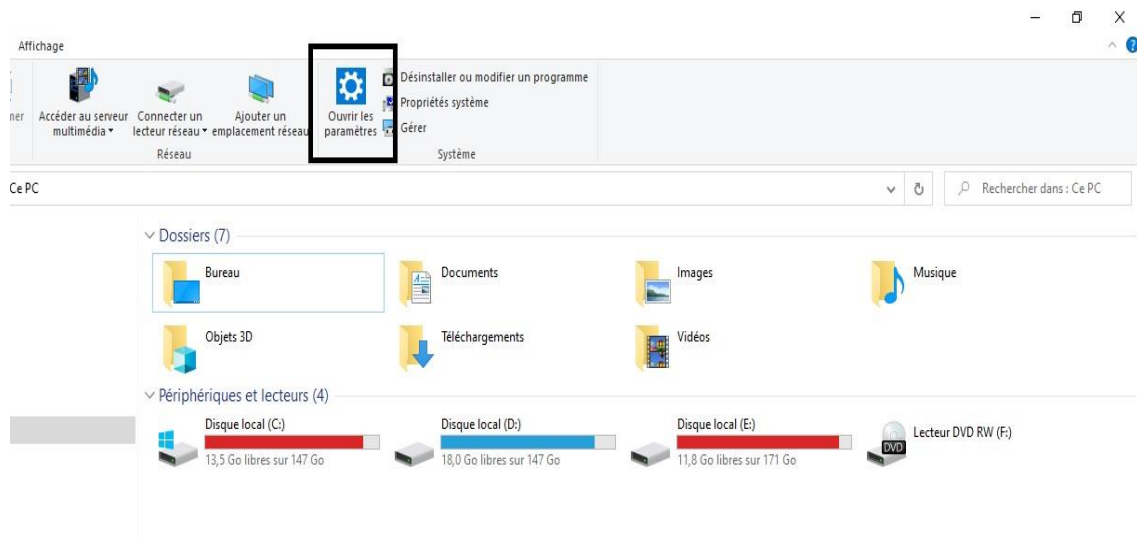 Affichage
Accéder au serveur multimédia
Connecter un lecteur réseau
Ajouter un emplacement réseau
Ouvrir les paramètres
Désinstaller ou modifier un programme
Propriétés système
Gérer
Réseau
Système
Ce PC
Rechercher dans : Ce PC
Dossiers (7)
Bureau
Documents
Images
Musique
Objets 3D
Téléchargements
Vidéos
Périphériques et lecteurs (4)
Disque local (C:)
13,5 Go libres sur 147 Go
Disque local (D:)
18,0 Go libres sur 147 Go
Disque local (E:)
11,8 Go libres sur 171 Go
DVD
Lecteur DVD RW (F:)